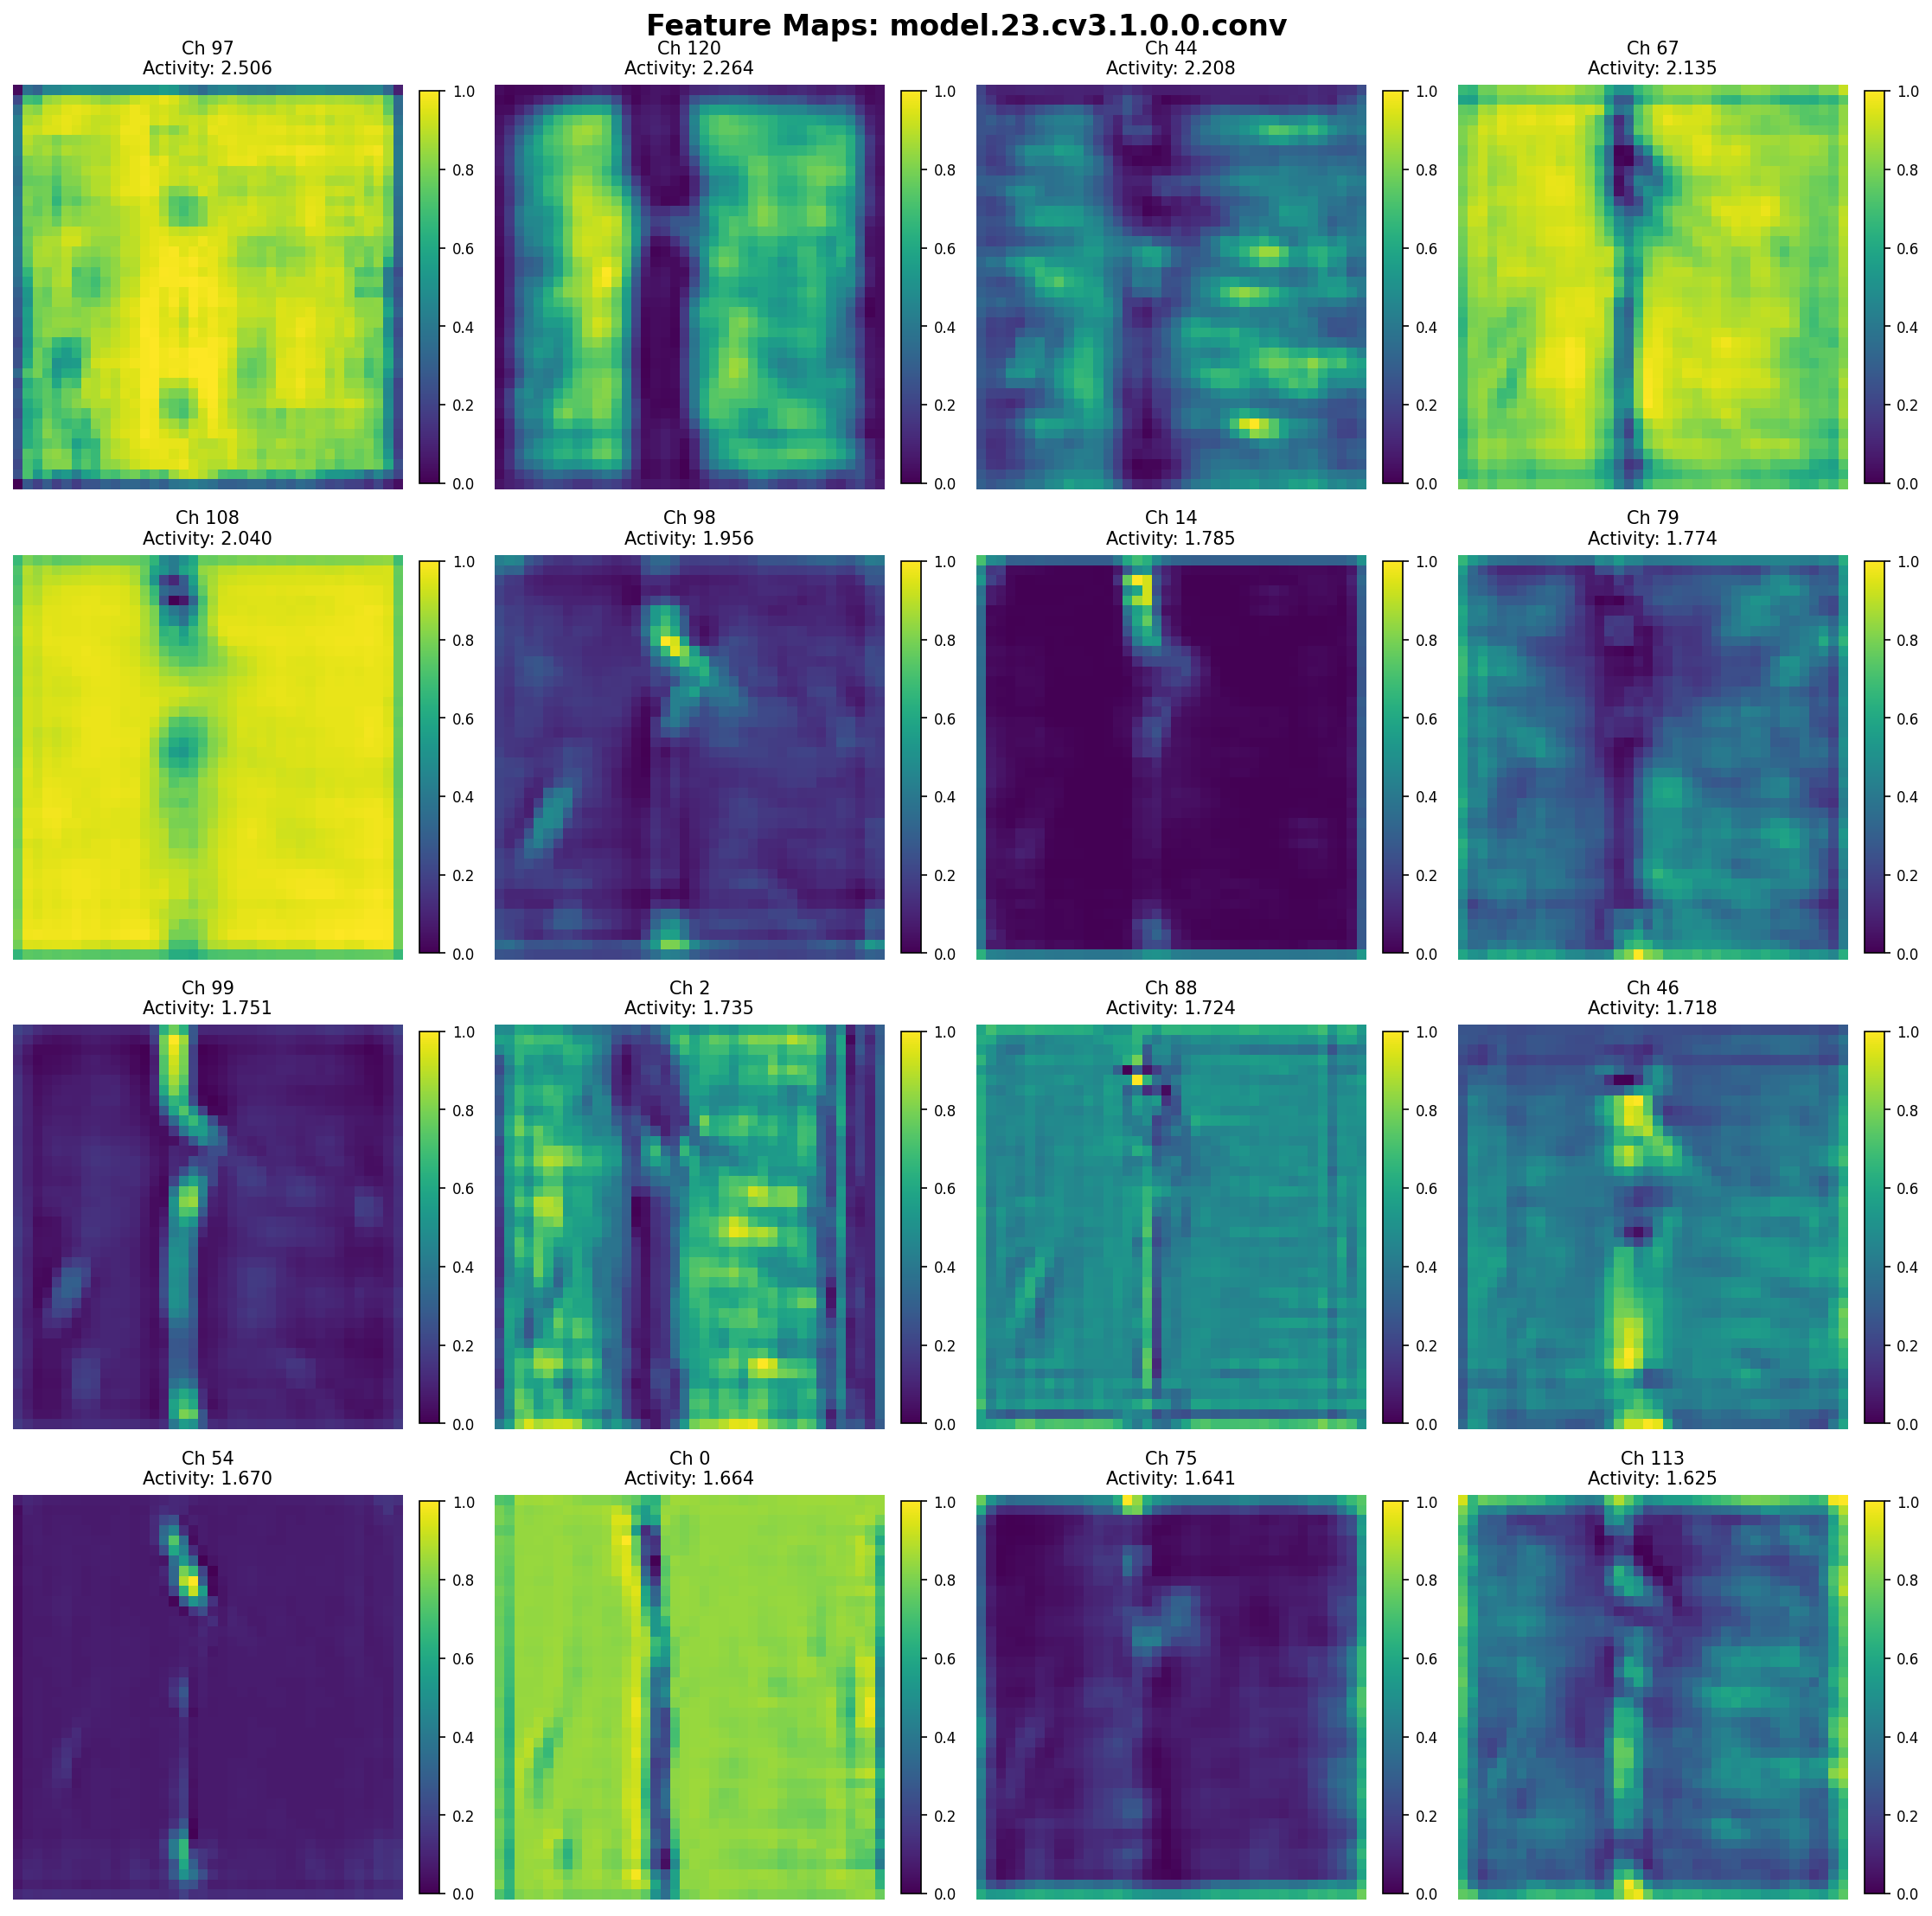 Feature Maps: model.23.cv3.1.0.0.conv
Ch 97
Activity: 2.506
1.0
0.8
0.6
0.4
0.2
0.0
Ch 120
Activity: 2.264
1.0
0.8
0.6
0.4
0.2
0.0
Ch 44
Activity: 2.208
1.0
0.8
0.6
0.4
0.2
0.0
Ch 67
Activity: 2.135
1.0
0.8
0.6
0.4
0.2
0.0
Ch 108
Activity: 2.040
1.0
0.8
0.6
0.4
0.2
0.0
Ch 98
Activity: 1.956
1.0
0.8
0.6
0.4
0.2
0.0
Ch 14
Activity: 1.785
1.0
0.8
0.6
0.4
0.2
0.0
Ch 79
Activity: 1.774
1.0
0.8
0.6
0.4
0.2
0.0
Ch 99
Activity: 1.751
1.0
0.8
0.6
0.4
0.2
0.0
Ch 2
Activity: 1.735
1.0
0.8
0.6
0.4
0.2
0.0
Ch 88
Activity: 1.724
1.0
0.8
0.6
0.4
0.2
0.0
Ch 46
Activity: 1.718
1.0
0.8
0.6
0.4
0.2
0.0
Ch 54
Activity: 1.670
1.0
0.8
0.6
0.4
0.2
0.0
Ch 0
Activity: 1.664
1.0
0.8
0.6
0.4
0.2
0.0
Ch 75
Activity: 1.641
1.0
0.8
0.6
0.4
0.2
0.0
Ch 113
Activity: 1.625
1.0
0.8
0.6
0.4
0.2
0.0